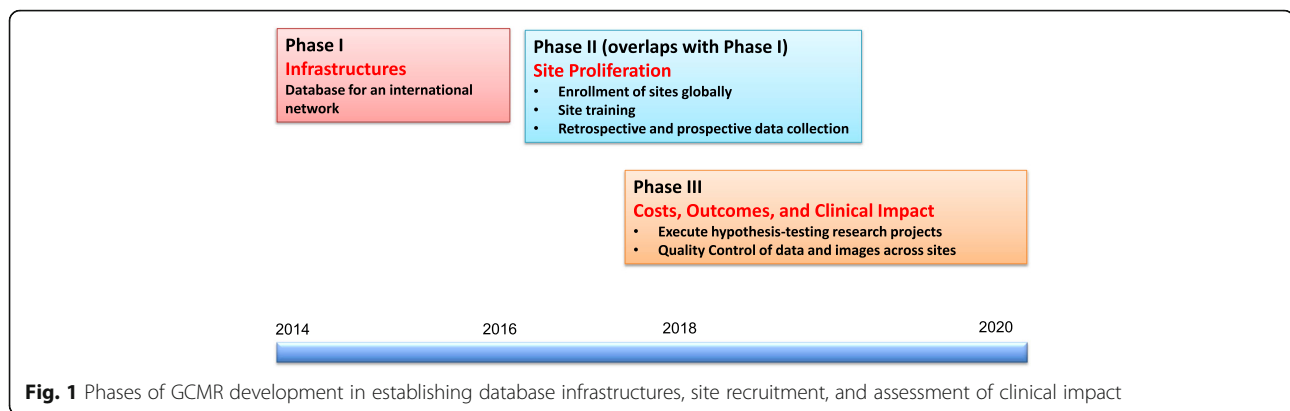 Phase I
Infrastructures
Database for an international
network
Phase II (overlaps with Phase I)
Site Proliferation
• Enrollment of sites globally
• Site training
• Retrospective and prospective data collection
Phase III
Costs, Outcomes, and Clinical Impact
• Execute hypothesis-testing research projects
• Quality Control of data and images across sites
2014 2016 2018 2020
Fig. 1 Phases of GCMR development in establishing database infrastructures, site recruitment, and assessment of clinical impact